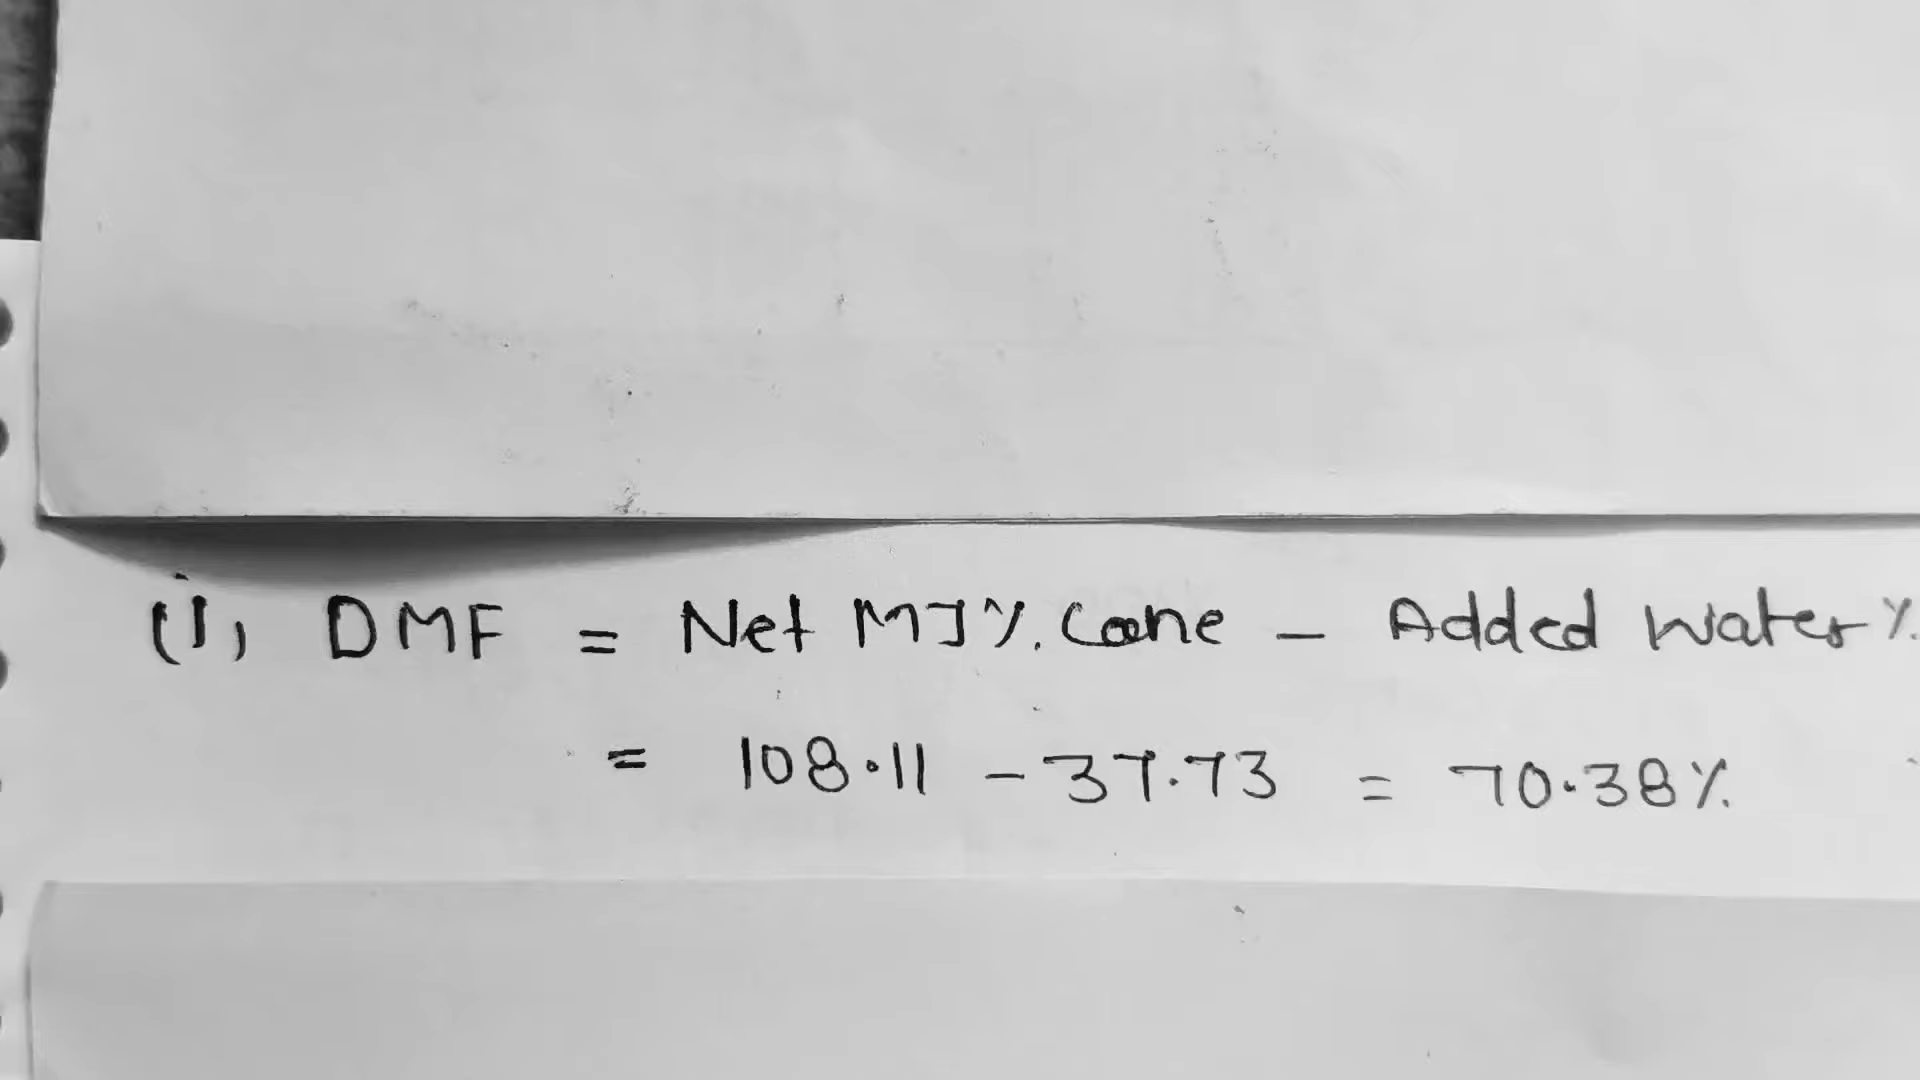 (i), DMF = Net MJ%. Cane - Added Water %.
= 108.11 - 37.73 = 70.38%.